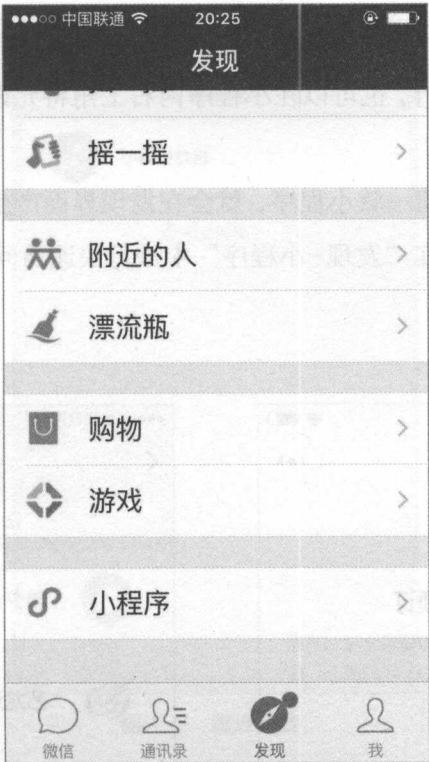 中国联通 20:25
发现
摇一摇
附近的人
漂流瓶
购物
游戏
小程序
微信 通讯录 发现 我